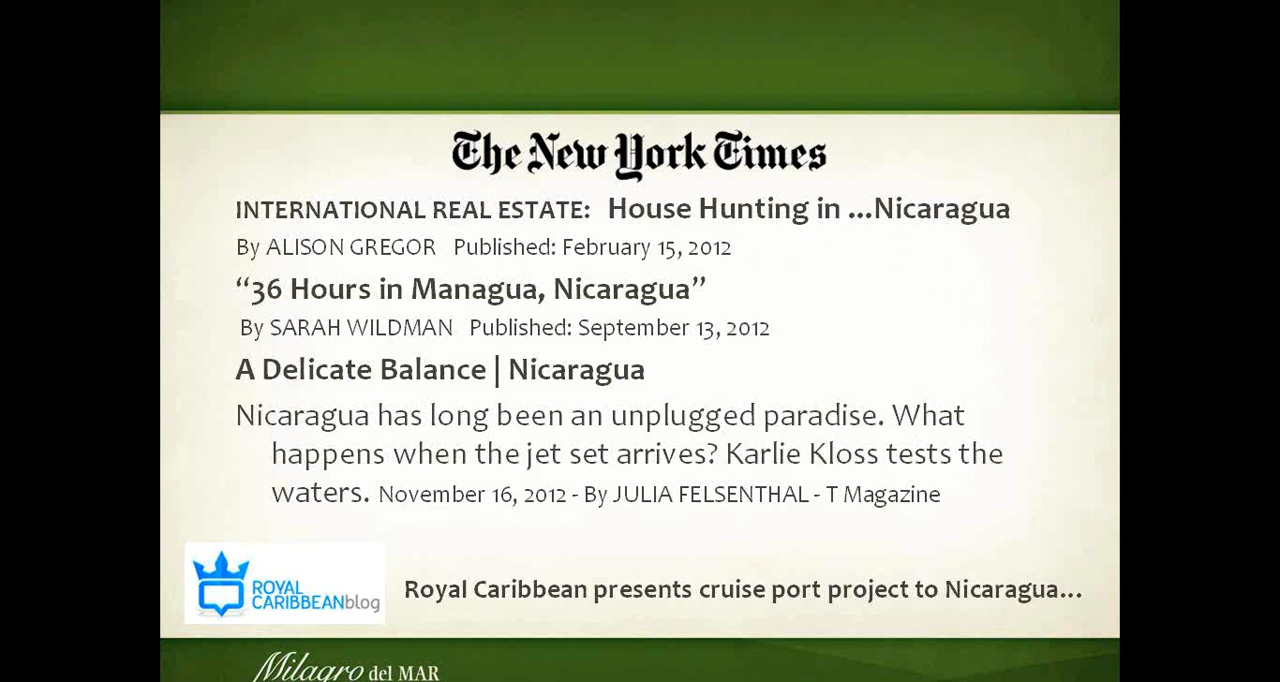 The New York Times
INTERNATIONAL REAL ESTATE: House Hunting in ...Nicaragua
By ALISON GREGOR Published: February 15, 2012
“36 Hours in Managua, Nicaragua”
By SARAH WILDMAN Published: September 13, 2012
A Delicate Balance | Nicaragua
Nicaragua has long been an unplugged paradise. What
happens when the jet set arrives? Karlie Kloss tests the
waters. November 16, 2012 - By JULIA FELSENTHAL - T Magazine
ROYAL
CARIBBEANblog
Royal Caribbean presents cruise port project to Nicaragua...
Milagro del MAR